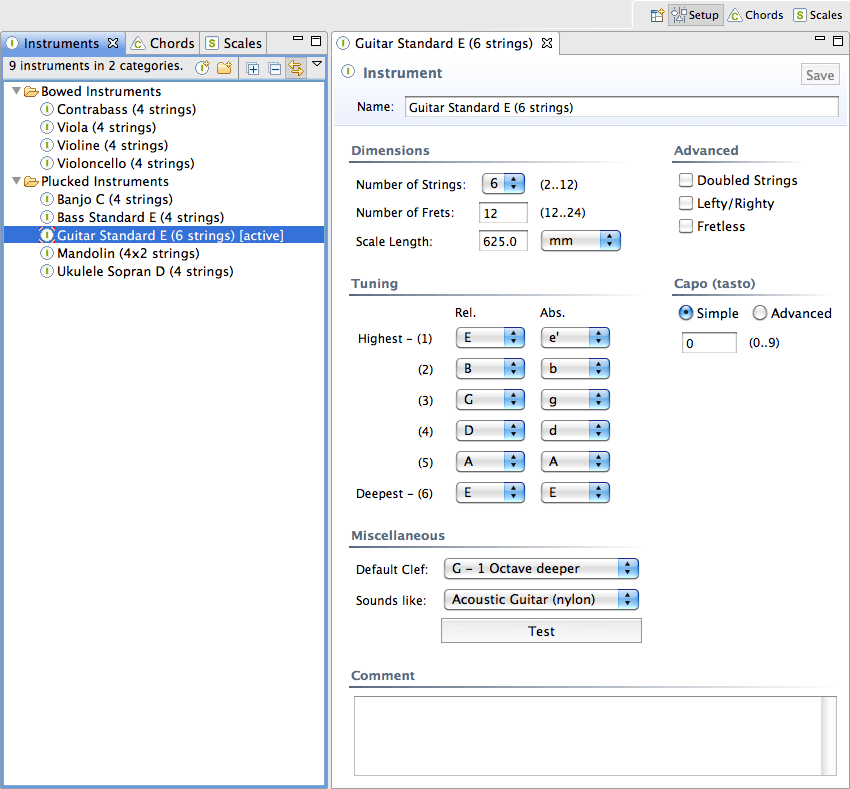 Setup Chords Scales
Instruments Chords Scales
9 instruments in 2 categories.
Bowed Instruments
Contrabass (4 strings)
Viola (4 strings)
Violine (4 strings)
Violoncello (4 strings)
Plucked Instruments
Banjo C (4 strings)
Bass Standard E (4 strings)
Guitar Standard E (6 strings) [active]
Mandolin (4x2 strings)
Ukulele Sopran D (4 strings)
Guitar Standard E (6 strings)
Instrument
Save
Name: Guitar Standard E (6 strings)
Dimensions
Number of Strings: 6 (2..12)
Number of Frets: 12 (12..24)
Scale Length: 625.0 mm
Advanced
Doubled Strings
Lefty/Righty
Fretless
Tuning
Rel. Abs.
Highest - (1) E e'
(2) B b
(3) G g
(4) D d
(5) A A
Deepest - (6) E E
Capo (tasto)
Simple Advanced
0 (0..9)
Miscellaneous
Default Clef: G - 1 Octave deeper
Sounds like: Acoustic Guitar (nylon)
Test
Comment